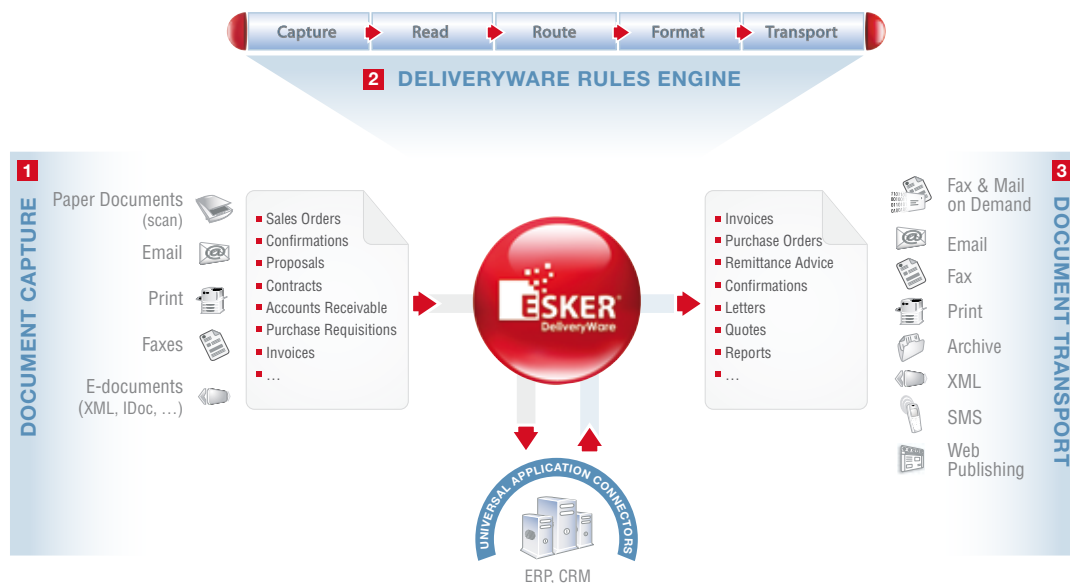 Capture
Read
Route
Format
Transport
2 DELIVERYWARE RULES ENGINE
1
DOCUMENT CAPTURE
Paper Documents
(scan)
Email
Print
Faxes
E-documents
(XML, IDoc, …)
Sales Orders
Confirmations
Proposals
Contracts
Accounts Receivable
Purchase Requisitions
Invoices
…
ESKER®
DeliveryWare
UNIVERSAL APPLICATION CONNECTORS
ERP, CRM
Invoices
Purchase Orders
Remittance Advice
Confirmations
Letters
Quotes
Reports
…
3
DOCUMENT TRANSPORT
Fax & Mail
on Demand
Email
Fax
Print
Archive
XML
SMS
Web
Publishing